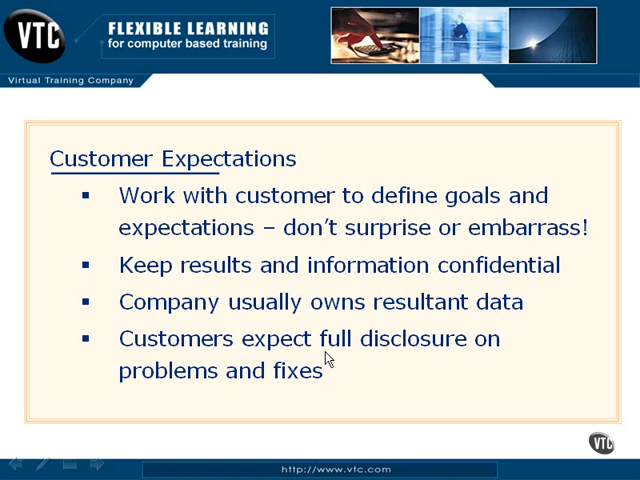 VTC
FLEXIBLE LEARNING
for computer based training
Virtual Training Company
Customer Expectations
▪ Work with customer to define goals and
expectations – don't surprise or embarrass!
▪ Keep results and information confidential
▪ Company usually owns resultant data
▪ Customers expect full disclosure on
problems and fixes
VTC
http://www.vtc.com